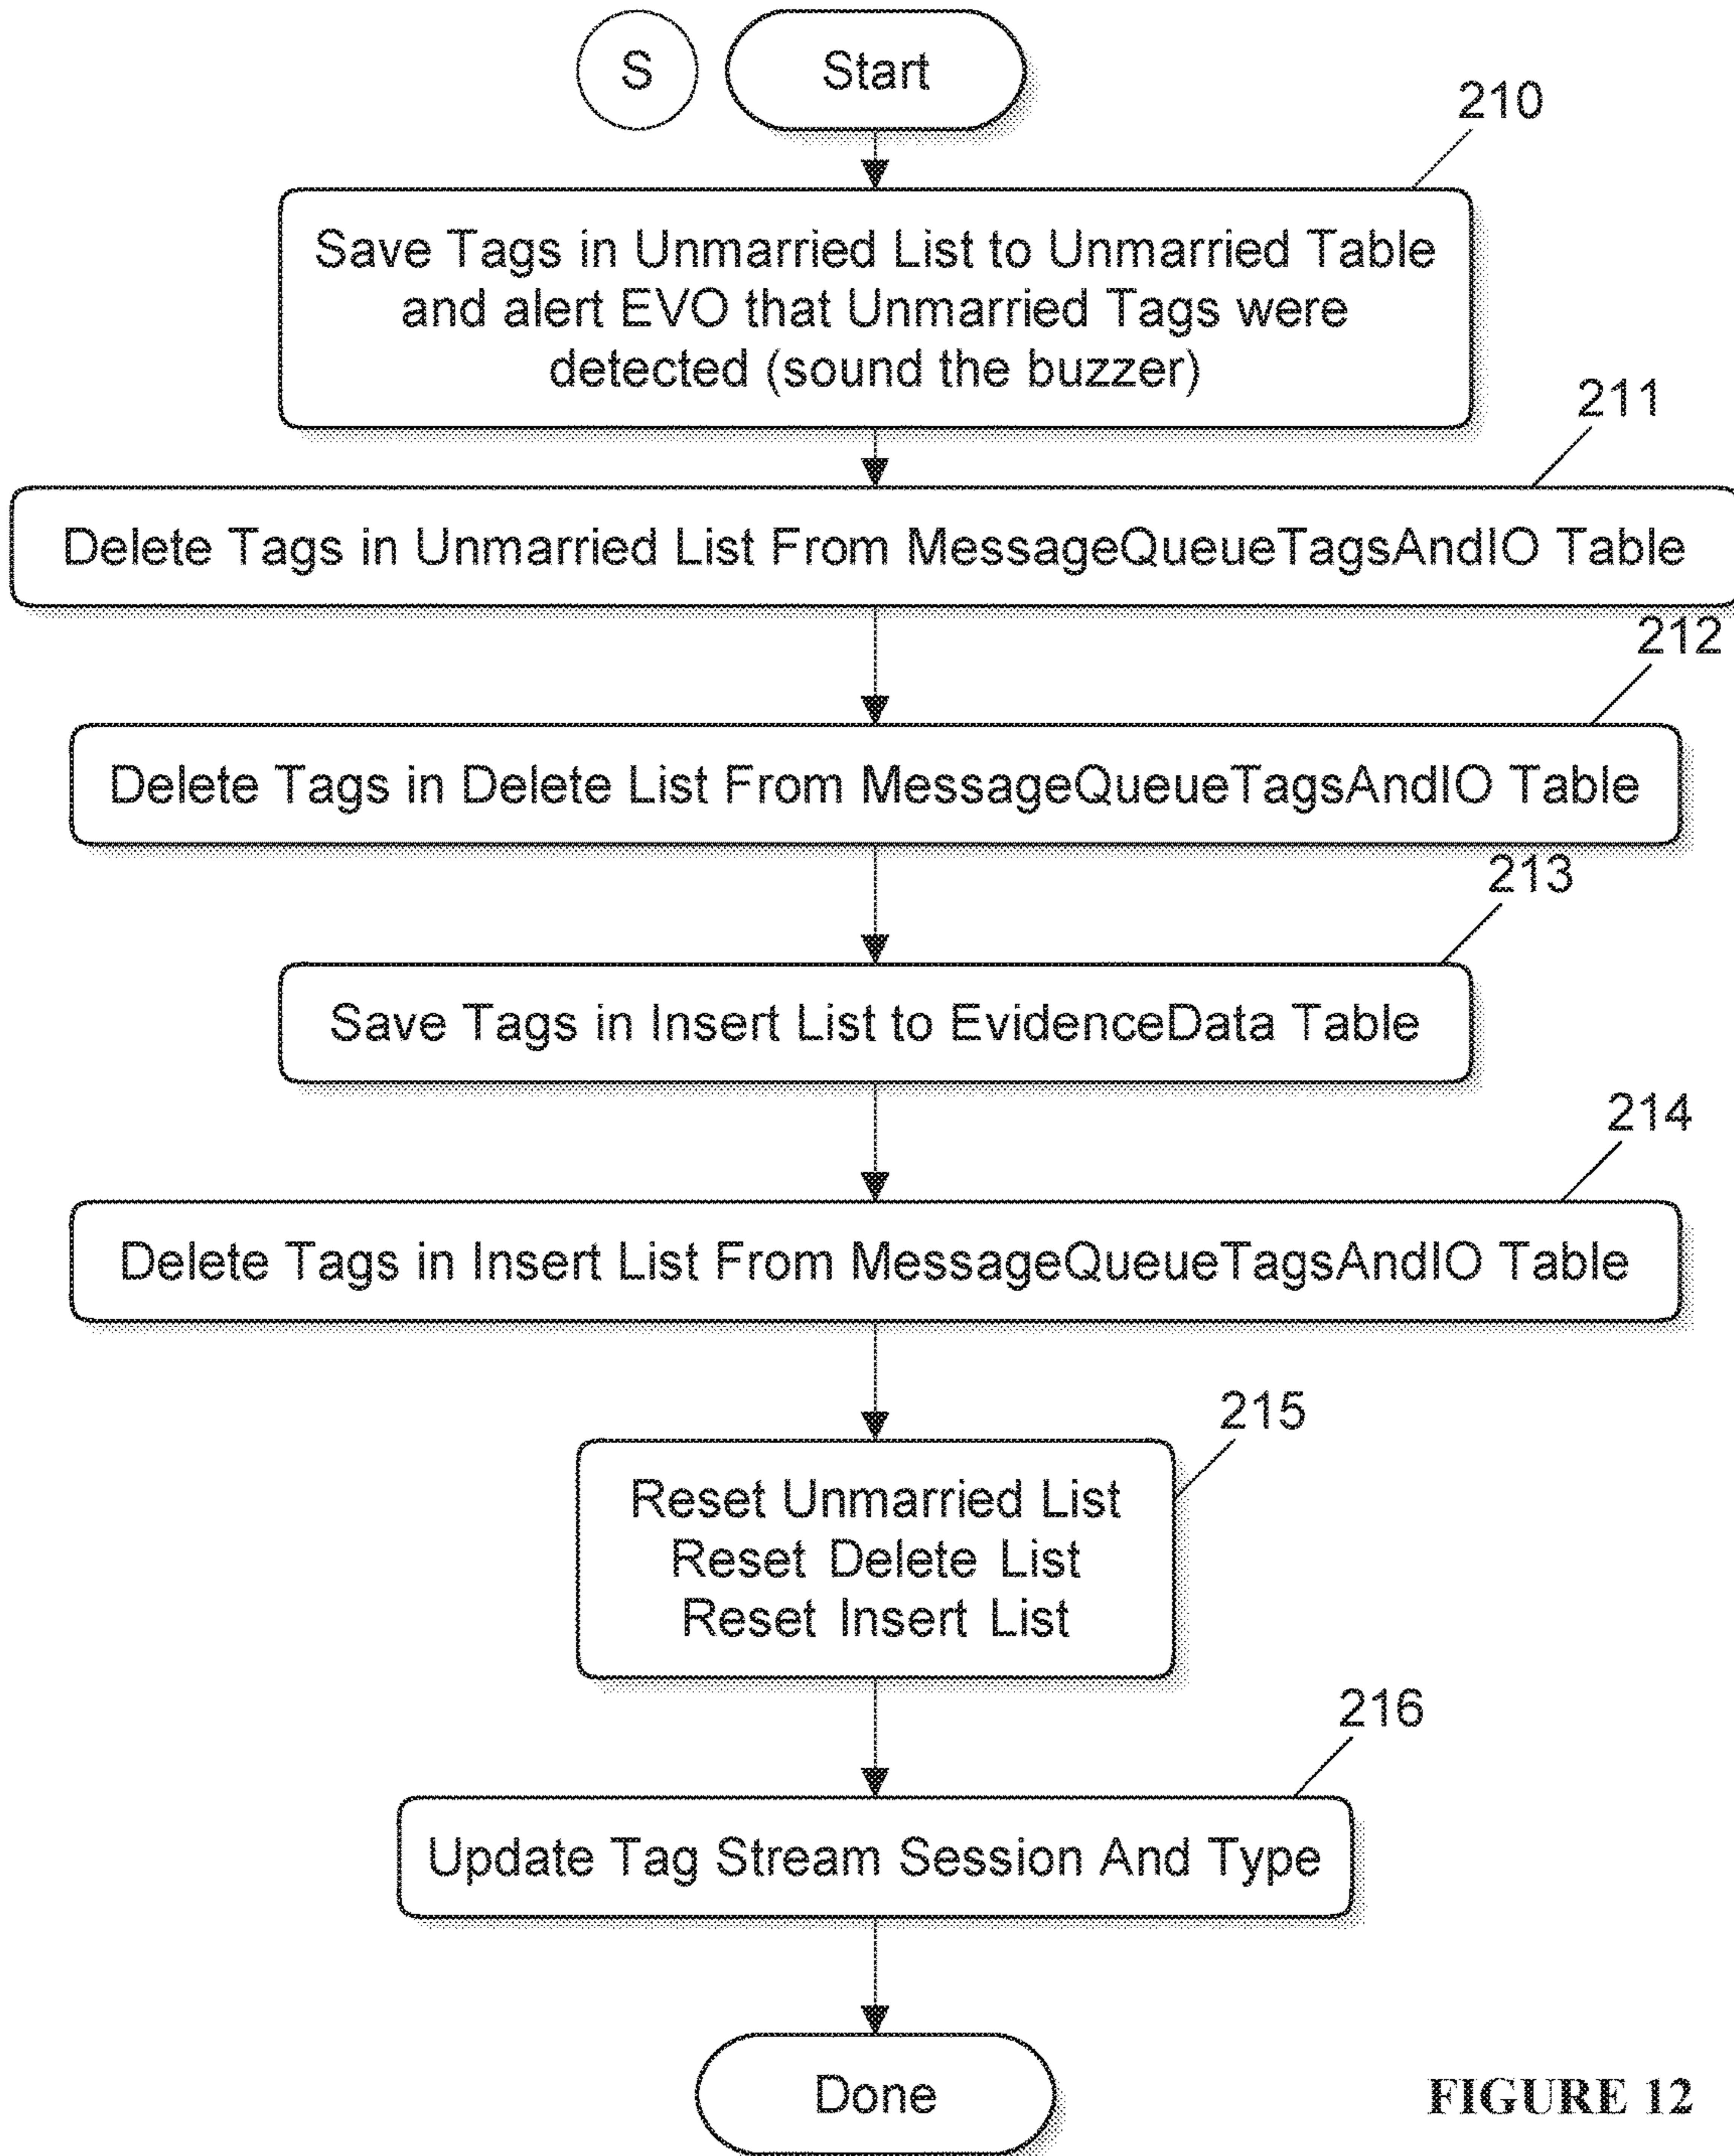 S
Start
210
Save Tags in Unmarried List to Unmarried Table
and alert EVO that Unmarried Tags were
detected (sound the buzzer)
211
Delete Tags in Unmarried List From MessageQueueTagsAndIO Table
212
Delete Tags in Delete List From MessageQueueTagsAndIO Table
213
Save Tags in Insert List to EvidenceData Table
214
Delete Tags in Insert List From MessageQueueTagsAndIO Table
215
Reset Unmarried List
Reset Delete List
Reset Insert List
216
Update Tag Stream Session And Type
Done
FIGURE 12